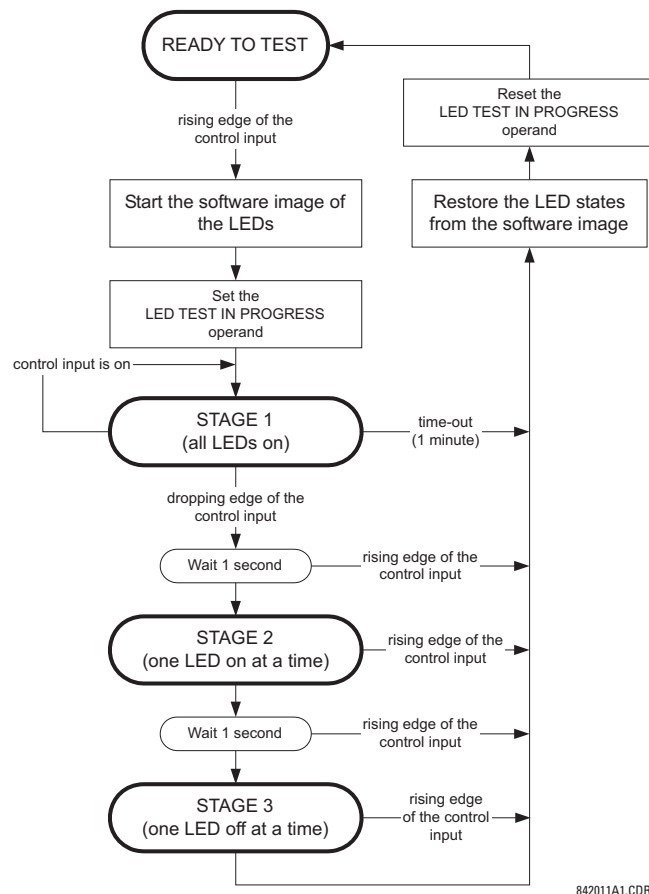 READY TO TEST
Reset the
LED TEST IN PROGRESS
operand
rising edge of the
control input
Start the software image of
the LEDs
Restore the LED states
from the software image
Set the
LED TEST IN PROGRESS
operand
control input is on
STAGE 1
(all LEDs on)
time-out
(1 minute)
dropping edge of the
control input
Wait 1 second
rising edge of the
control input
STAGE 2
(one LED on at a time)
rising edge of the
control input
Wait 1 second
rising edge of the
control input
STAGE 3
(one LED off at a time)
rising edge
of the control
input
842011A1.CDR